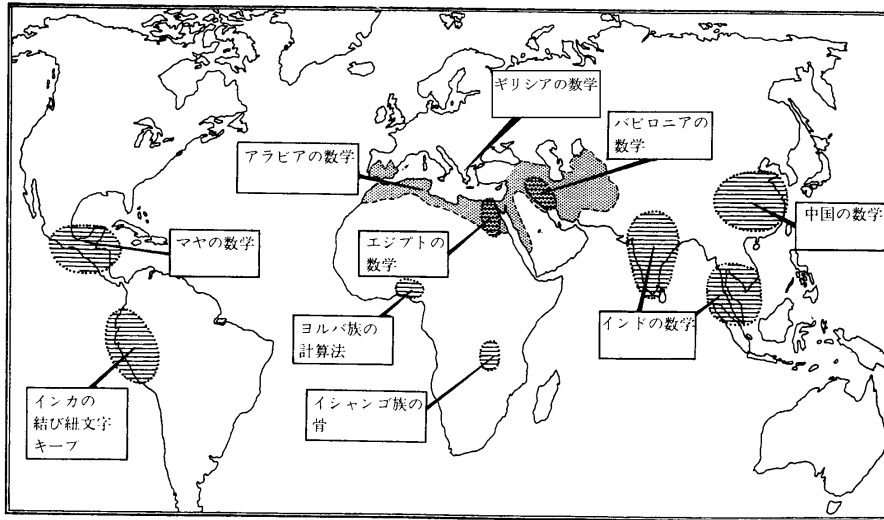 ギリシアの数学
バビロニアの
数学
アラビアの数学
中国の数学
マヤの数学
エジプトの
数学
ヨルバ族の
計算法
インドの数学
インカの
結び紐文字
キープ
イシャンゴ族の
骨